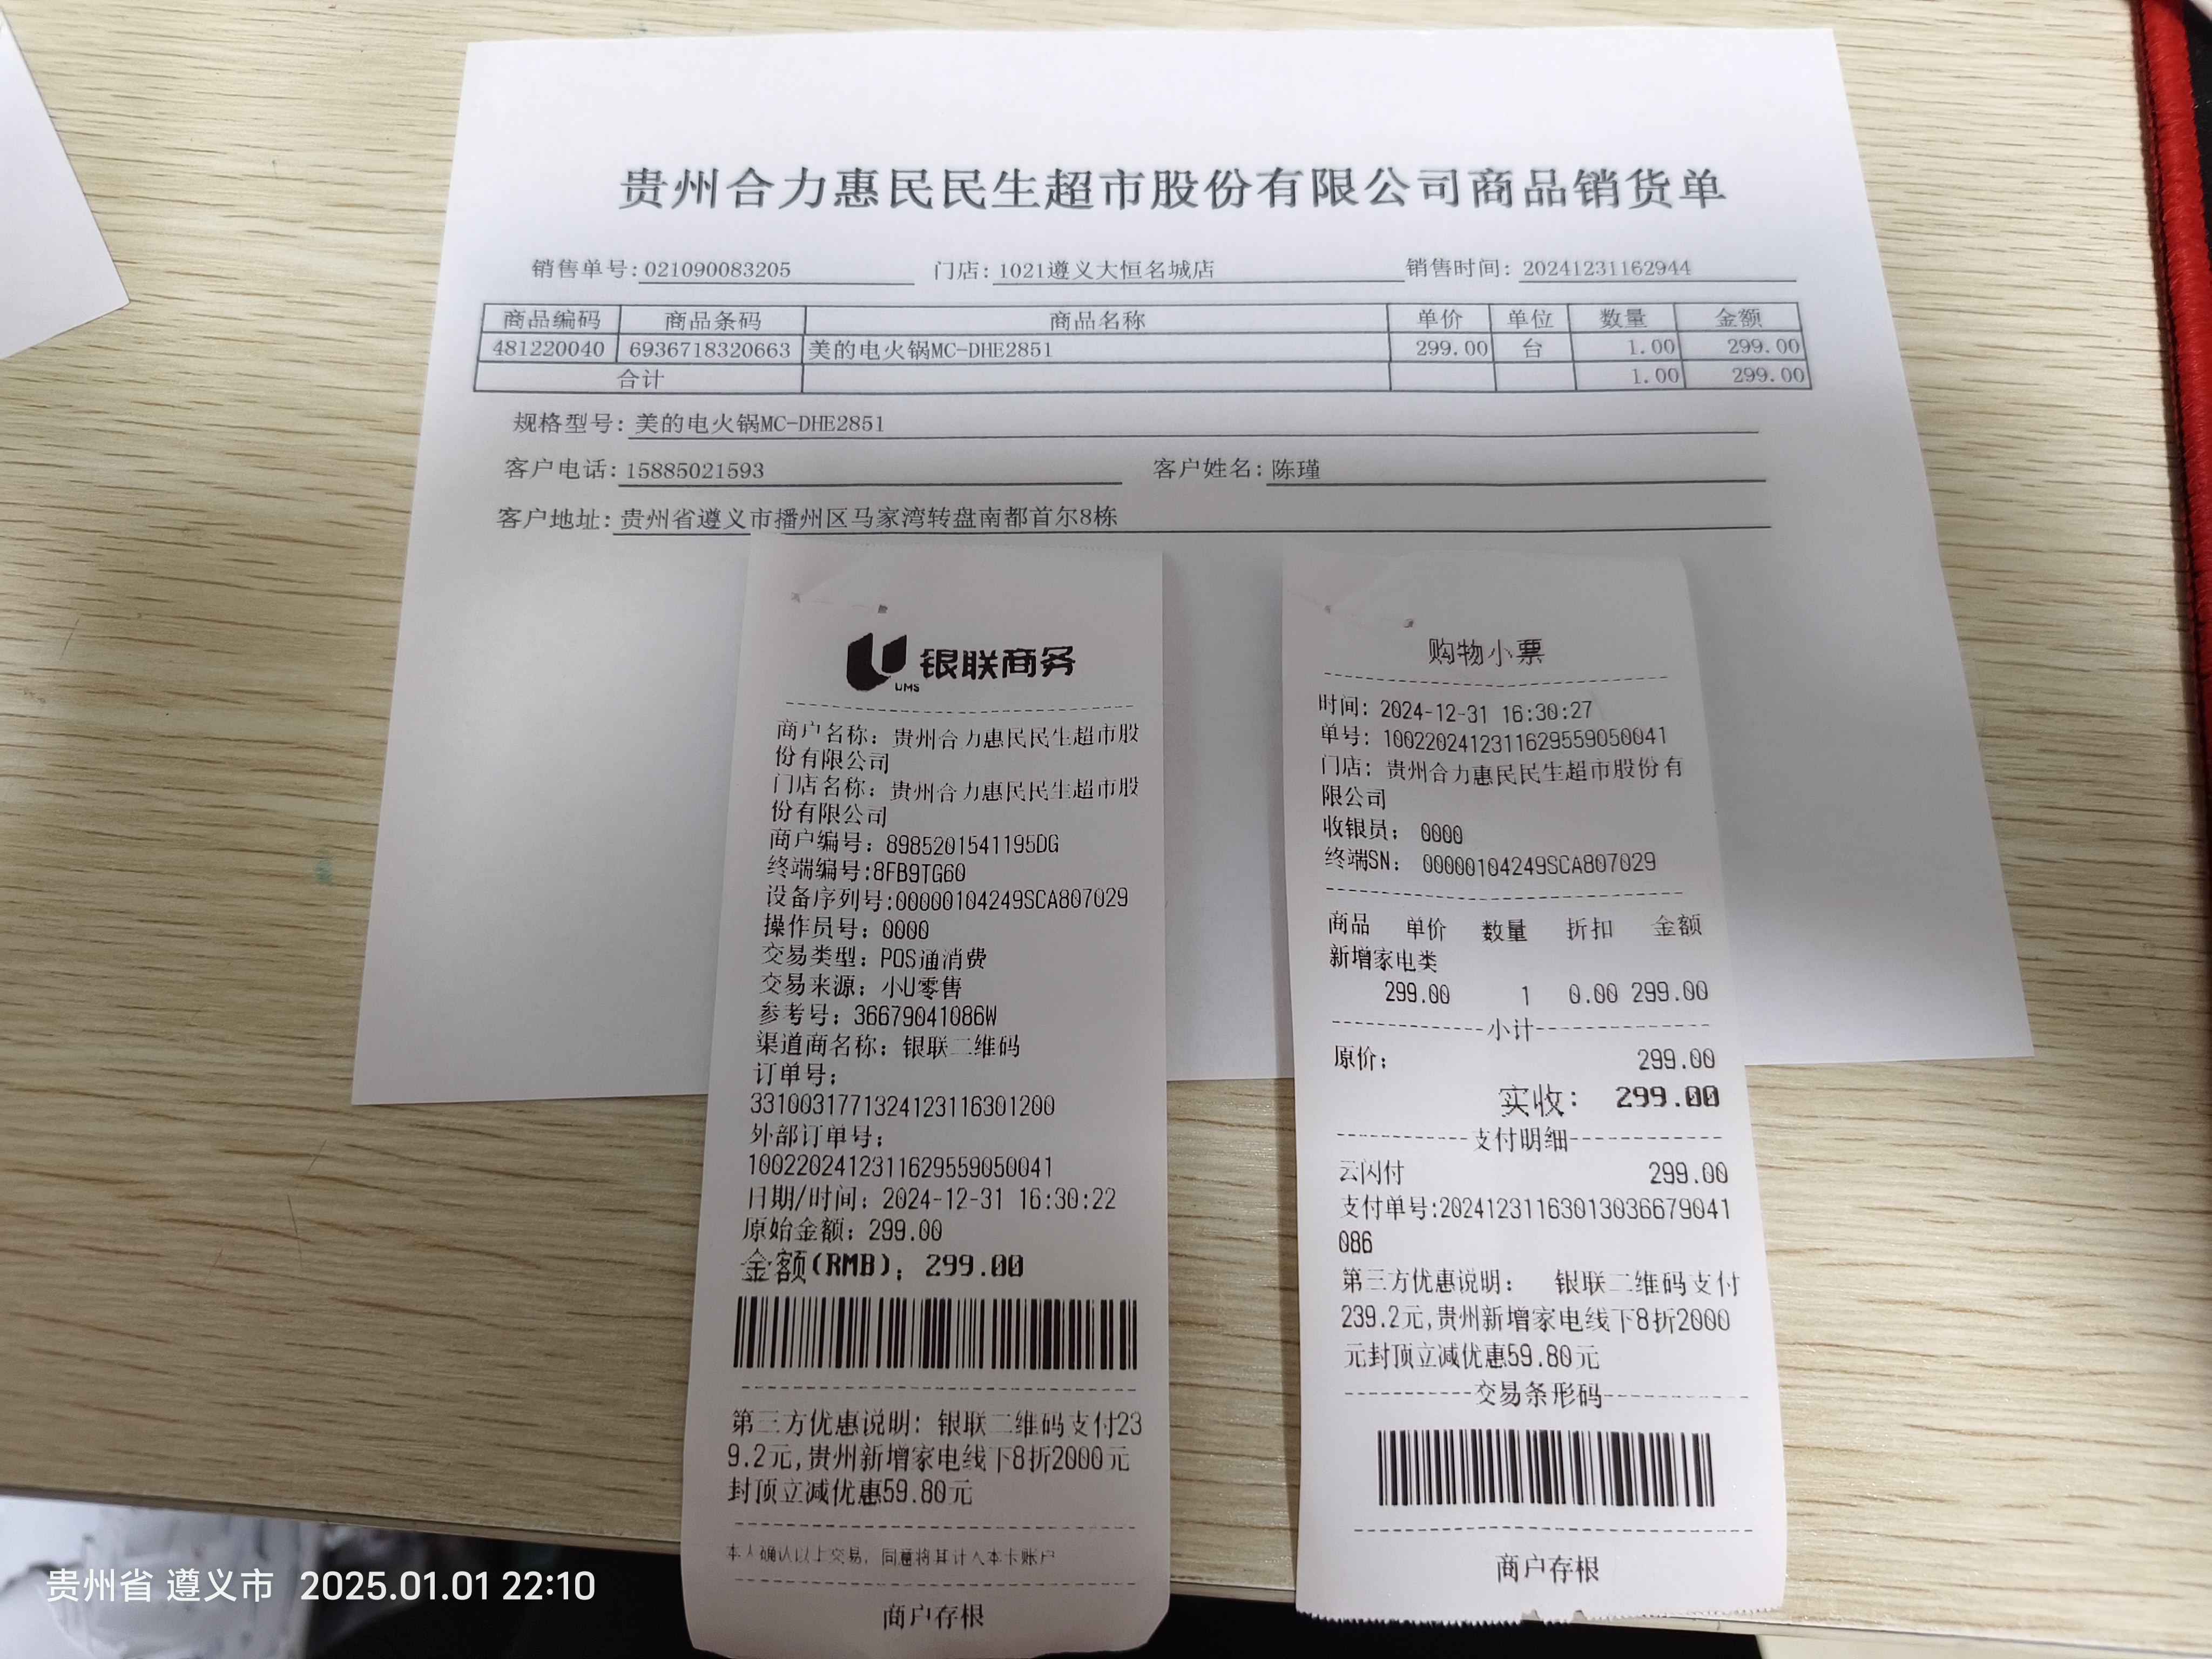 贵州合力惠民民生超市股份有限公司商品销货单
销售单号:021090083205 门店:1021遵义大恒名城店 销售时间:20241231162944
商品编码 商品条码 商品名称 单价 单位 数量 金额
481220040 6936718320663 美的电火锅MC-DHE2851 299.00 台 1.00 299.00
合计 1.00 299.00
规格型号:美的电火锅MC-DHE2851
客户电话:15885021593 客户姓名:陈瑾
客户地址:贵州省遵义市播州区马家湾转盘南都首尔8栋
银联商务
UMS
商户名称：贵州合力惠民民生超市股
份有限公司
门店名称：贵州合力惠民民生超市股
份有限公司
商户编号：8985201541195DG
终端编号:8FB9TG60
设备序列号:00000104249SCA807029
操作员号：0000
交易类型：POS通消费
交易来源：小U零售
参考号：36679041086W
渠道商名称：银联二维码
订单号：
3310031771324123116301200
外部订单号：
1002202412311629559050041
日期/时间：2024-12-31 16:30:22
原始金额：299.00
金额(RMB)：299.00
第三方优惠说明：银联二维码支付23
9.2元,贵州新增家电线下8折2000元
封顶立减优惠59.80元
本人确认以上交易，同意将其计入本卡账户
商户存根
购物小票
时间：2024-12-31 16:30:27
单号：1002202412311629559050041
门店：贵州合力惠民民生超市股份有
限公司
收银员：0000
终端SN：00000104249SCA807029
商品 单价 数量 折扣 金额
新增家电类
299.00 1 0.00 299.00
小计
原价：299.00
实收：299.00
支付明细
云闪付 299.00
支付单号:20241231163013036679041
086
第三方优惠说明：银联二维码支付
239.2元,贵州新增家电线下8折2000
元封顶立减优惠59.80元
交易条形码
商户存根
贵州省 遵义市 2025.01.01 22:10